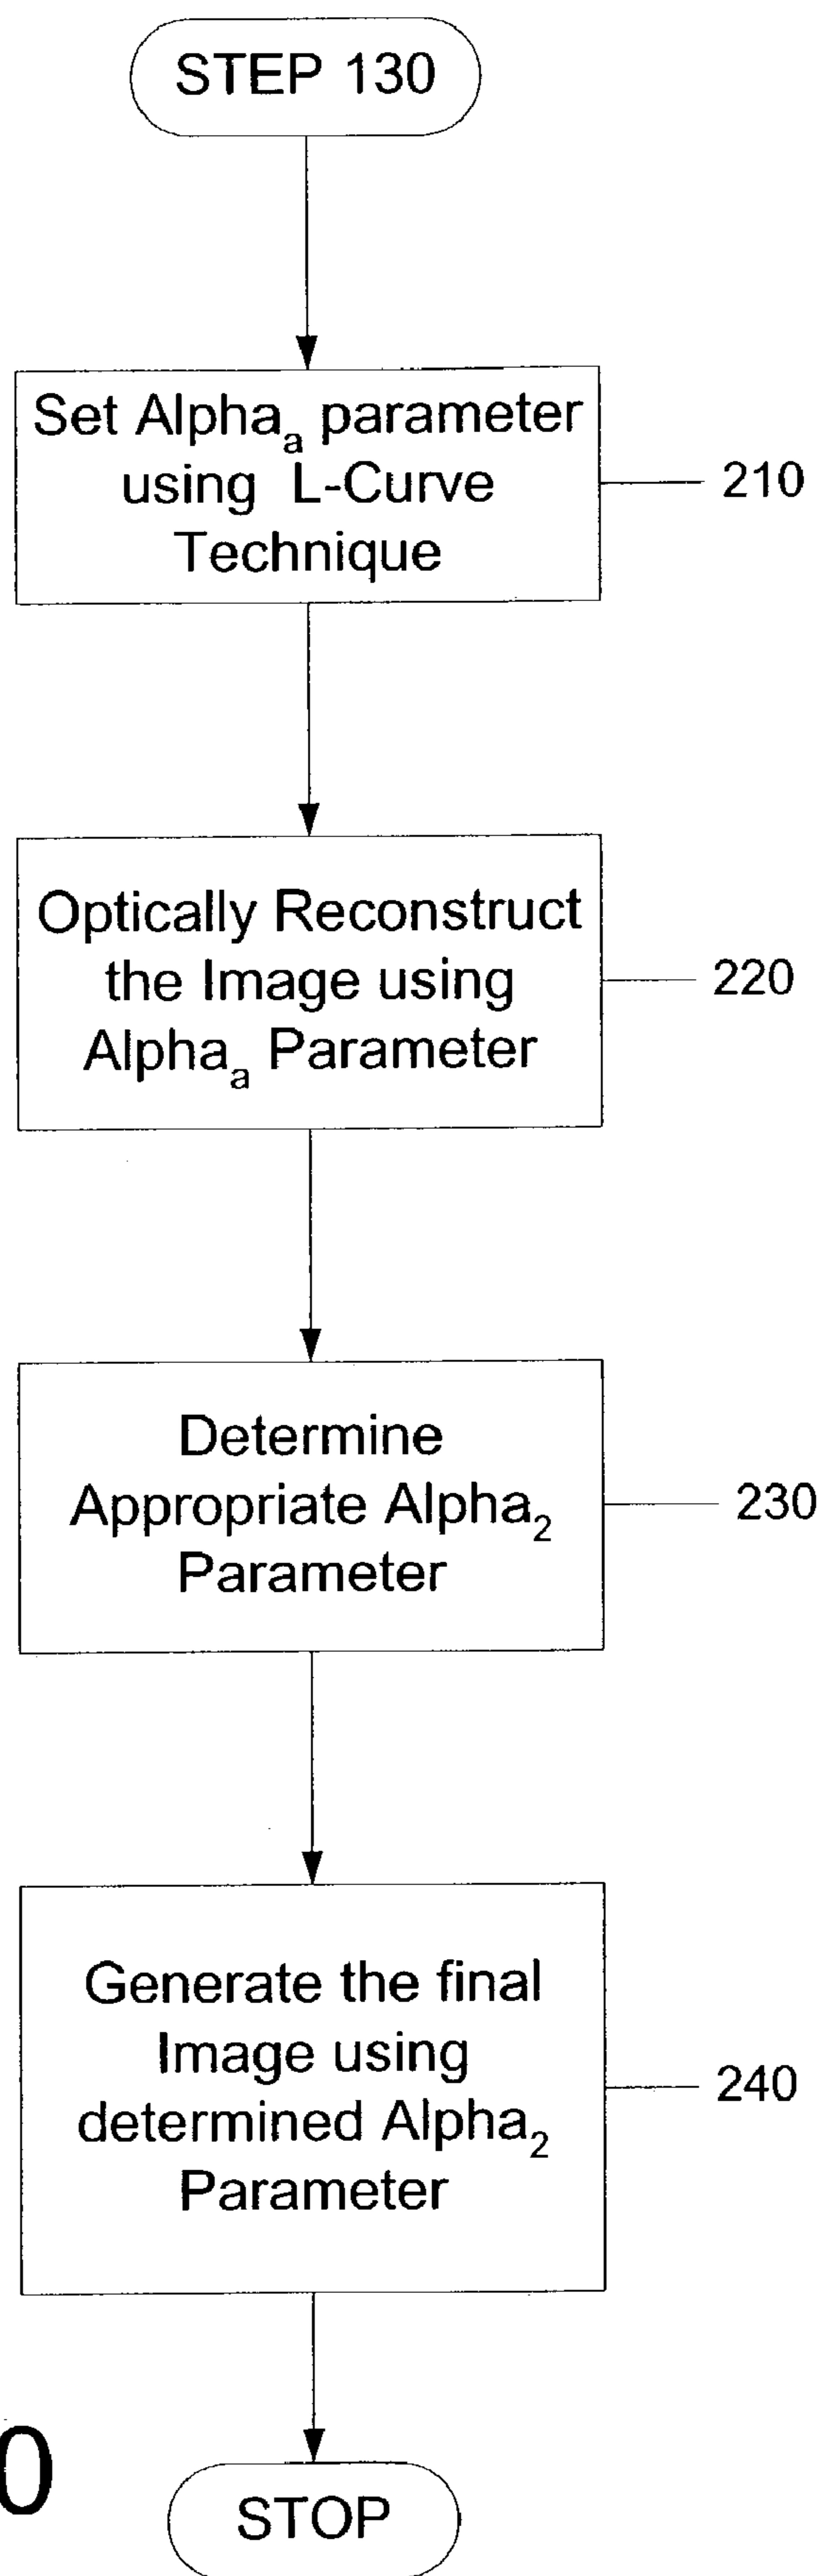 STEP 130
Set Alphaₐ parameter
using L-Curve
Technique
210
Optically Reconstruct
the Image using
Alphaₐ Parameter
220
Determine
Appropriate Alpha₂
Parameter
230
Generate the final
Image using
determined Alpha₂
Parameter
240
0
STOP